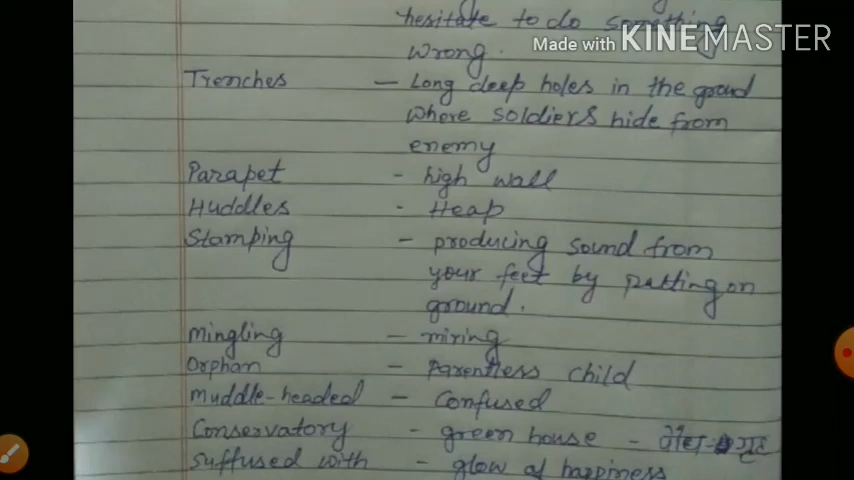 hesitate to do something
wrong.
Made with KINEMASTER
Trenches - Long deep holes in the ground
where soldiers hide from
enemy
Parapet - high wall
Huddles - Heap
Stamping - producing sound from
your feet by patting on
ground.
Mingling - mixing
Orphan - Parentless child
Muddle-headed - Confused
Conservatory - green house -
Suffused with - glow of happiness